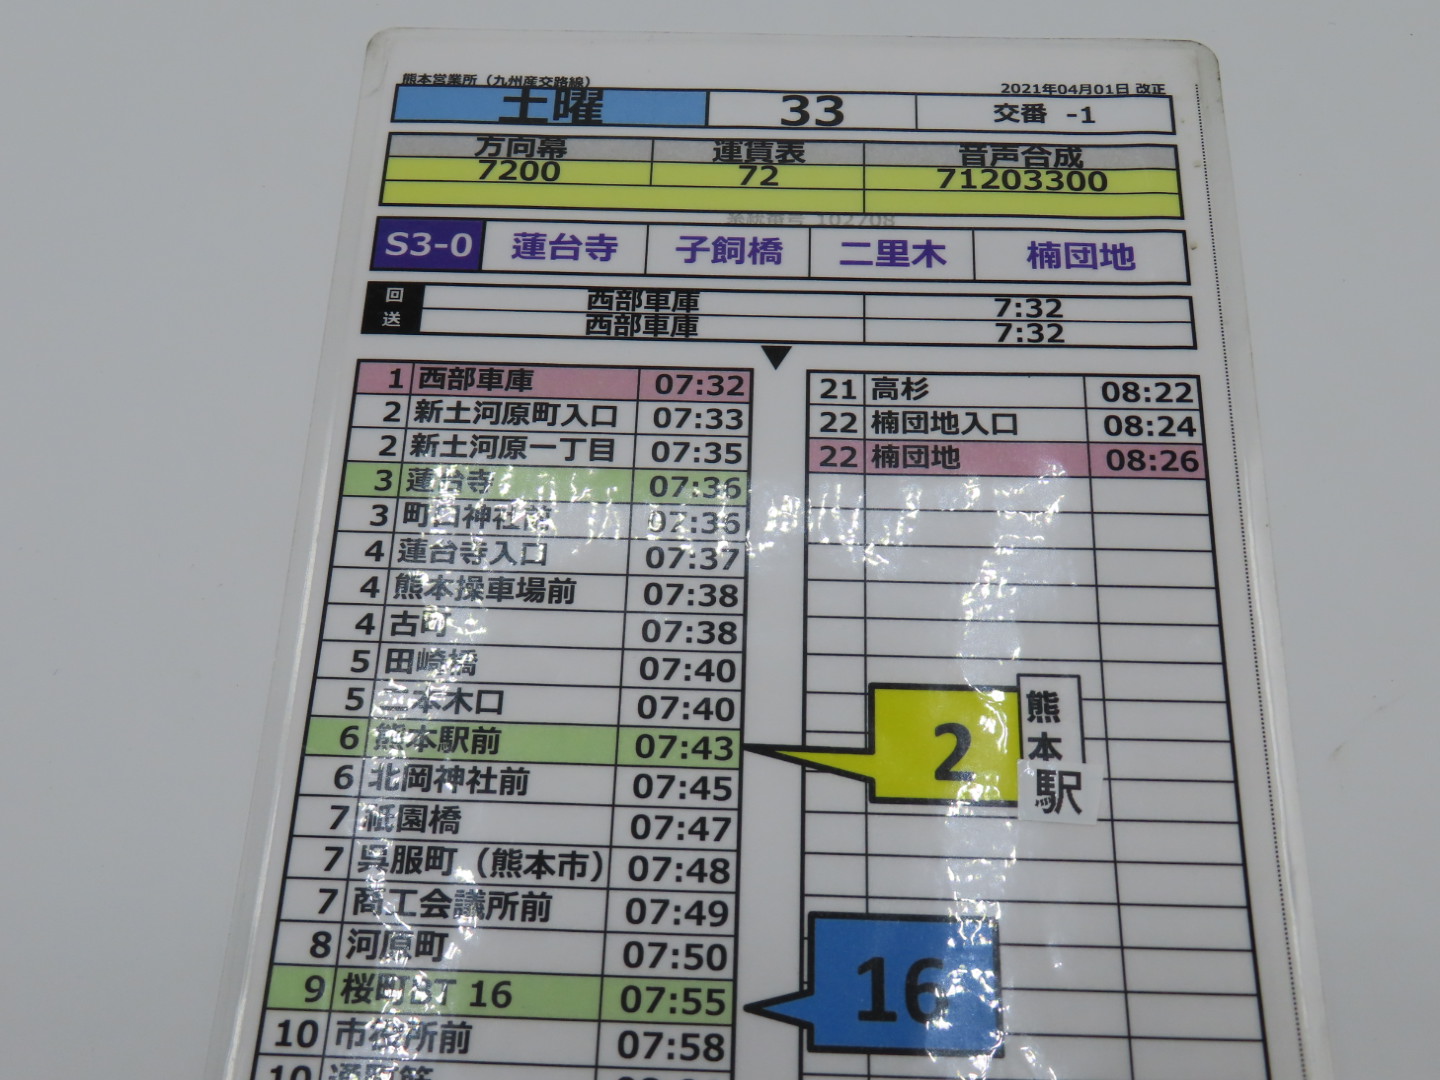 熊本営業所（九州産交路線）
2021年04月01日 改正
土曜 33 交番 -1
方向幕 運賃表 音声合成
7200 72 71203300
系統番号 102708
S3-0 蓮台寺 子飼橋 二里木 楠団地
回送
西部車庫 7:32
西部車庫 7:32
1 西部車庫 07:32
2 新土河原町入口 07:33
2 新土河原一丁目 07:35
3 蓮台寺 07:36
3 町口神社前 07:36
4 蓮台寺入口 07:37
4 熊本操車場前 07:38
4 古町 07:38
5 田崎橋 07:40
5 二本木口 07:40
6 熊本駅前 07:43
6 北岡神社前 07:45
7 祇園橋 07:47
7 呉服町（熊本市） 07:48
7 商工会議所前 07:49
8 河原町 07:50
9 桜町BT 16 07:55
10 市役所前 07:58
10 通町筋
21 高杉 08:22
22 楠団地入口 08:24
22 楠団地 08:26
2 熊本駅
16